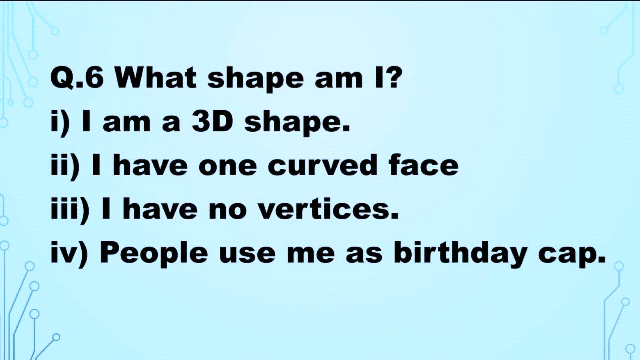 Q.6 What shape am I?
i) I am a 3D shape.
ii) I have one curved face
iii) I have no vertices.
iv) People use me as birthday cap.